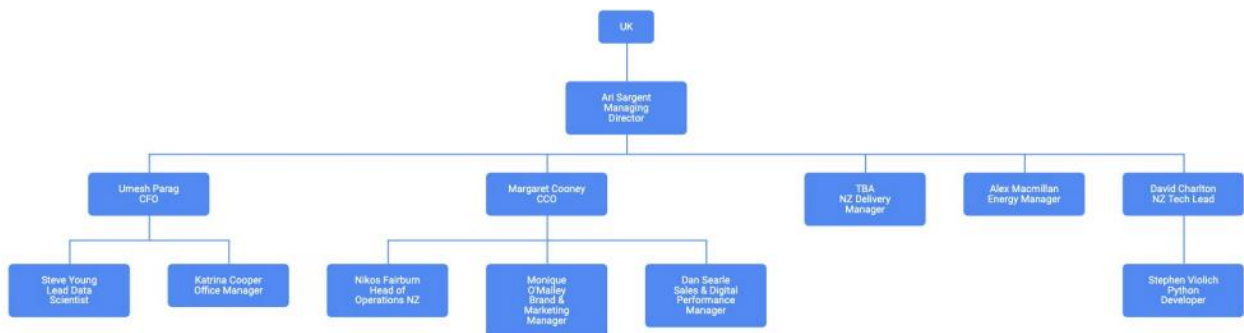 UK
Ari Sargent
Managing
Director
Umesh Parag
CFO
Margaret Cooney
CCO
TBA
NZ Delivery
Manager
Alex Macmillan
Energy Manager
David Charlton
NZ Tech Lead
Steve Young
Lead Data
Scientist
Katrina Cooper
Office Manager
Nikos Fairburn
Head of
Operations NZ
Monique
O'Malley
Brand &
Marketing
Manager
Dan Searle
Sales & Digital
Performance
Manager
Stephen Violich
Python
Developer